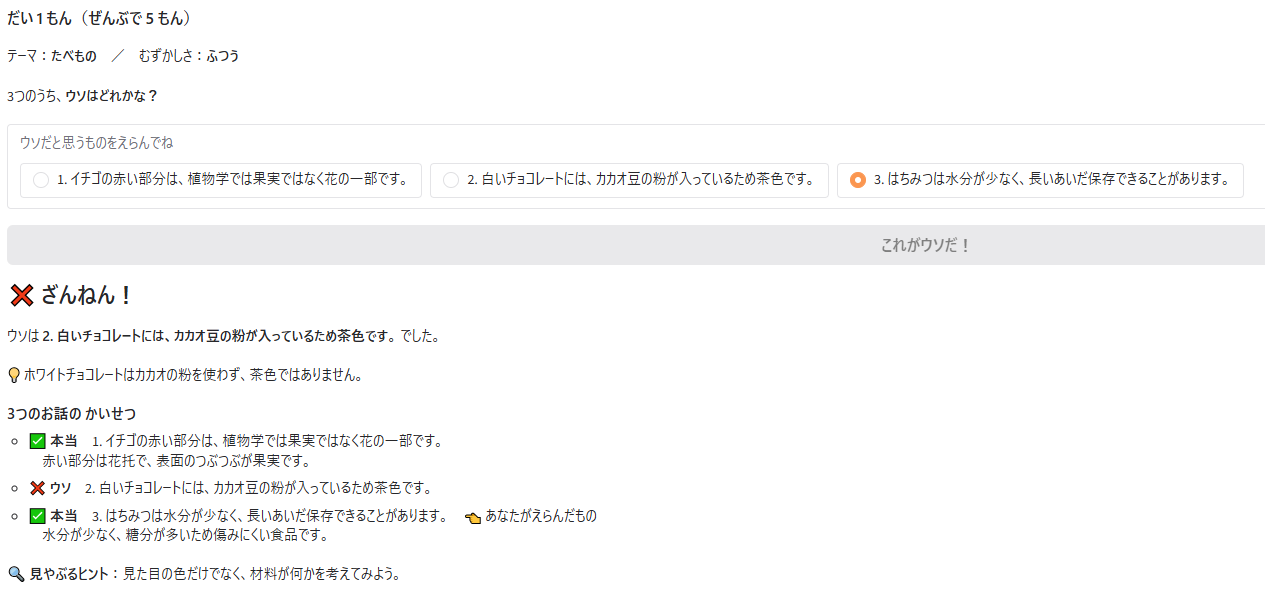 だい1もん（ぜんぶで5もん）
テーマ：たべもの ／ むずかしさ：ふつう
3つのうち、ウソはどれかな？
ウソだと思うものをえらんでね
1. イチゴの赤い部分は、植物学では果実ではなく花の一部です。
2. 白いチョコレートには、カカオ豆の粉が入っているため茶色です。
3. はちみつは水分が少なく、長いあいだ保存できることがあります。
これがウソだ！
❌ ざんねん！
ウソは 2. 白いチョコレートには、カカオ豆の粉が入っているため茶色です。 でした。
💡 ホワイトチョコレートはカカオの粉を使わず、茶色ではありません。
3つのお話の かいせつ
✅ 本当 1. イチゴの赤い部分は、植物学では果実ではなく花の一部です。
赤い部分は花托で、表面のつぶつぶが果実です。
❌ ウソ 2. 白いチョコレートには、カカオ豆の粉が入っているため茶色です。
✅ 本当 3. はちみつは水分が少なく、長いあいだ保存できることがあります。 👈 あなたがえらんだもの
水分が少なく、糖分が多いため傷みにくい食品です。
🔍 見やぶるヒント：見た目の色だけでなく、材料が何かを考えてみよう。